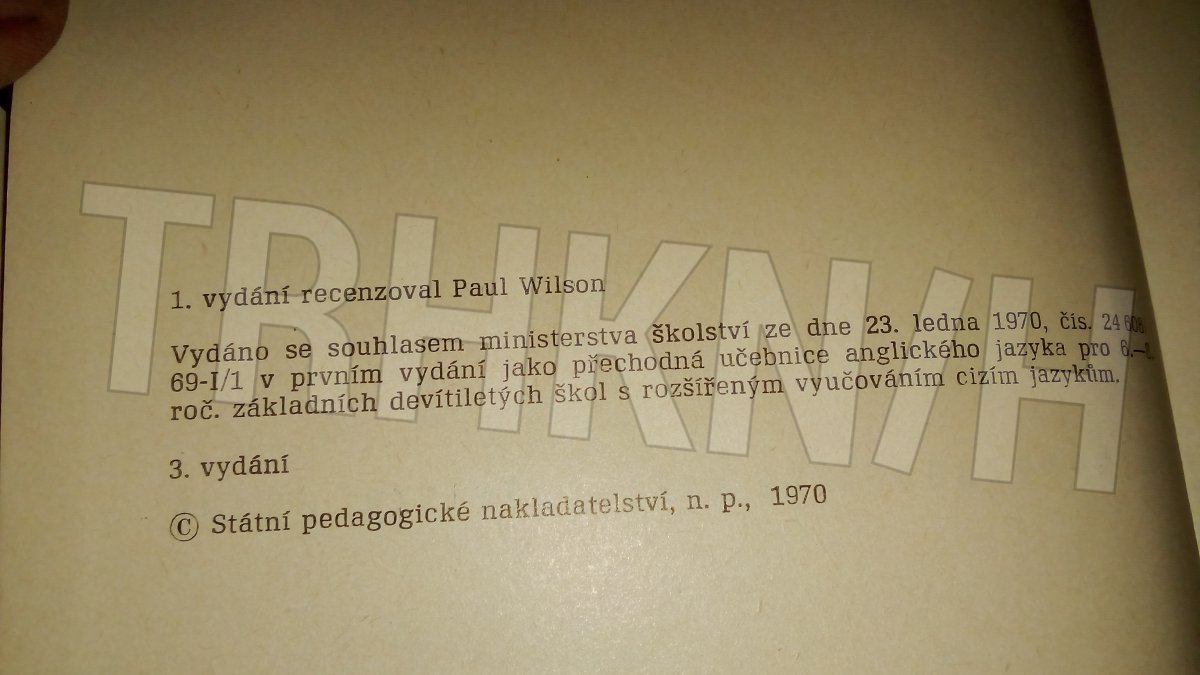 TBHKN/H
1. vydání recenzoval Paul Wilson
Vydáno se souhlasem ministerstva školství ze dne 23. ledna 1970, čís. 24 608
69-I/1 v prvním vydání jako přechodná učebnice anglického jazyka pro
roč. základních devítiletých škol s rozšířeným vyučováním cizím jazykům.
3. vydání
© Státní pedagogické nakladatelství, n. p., 1970